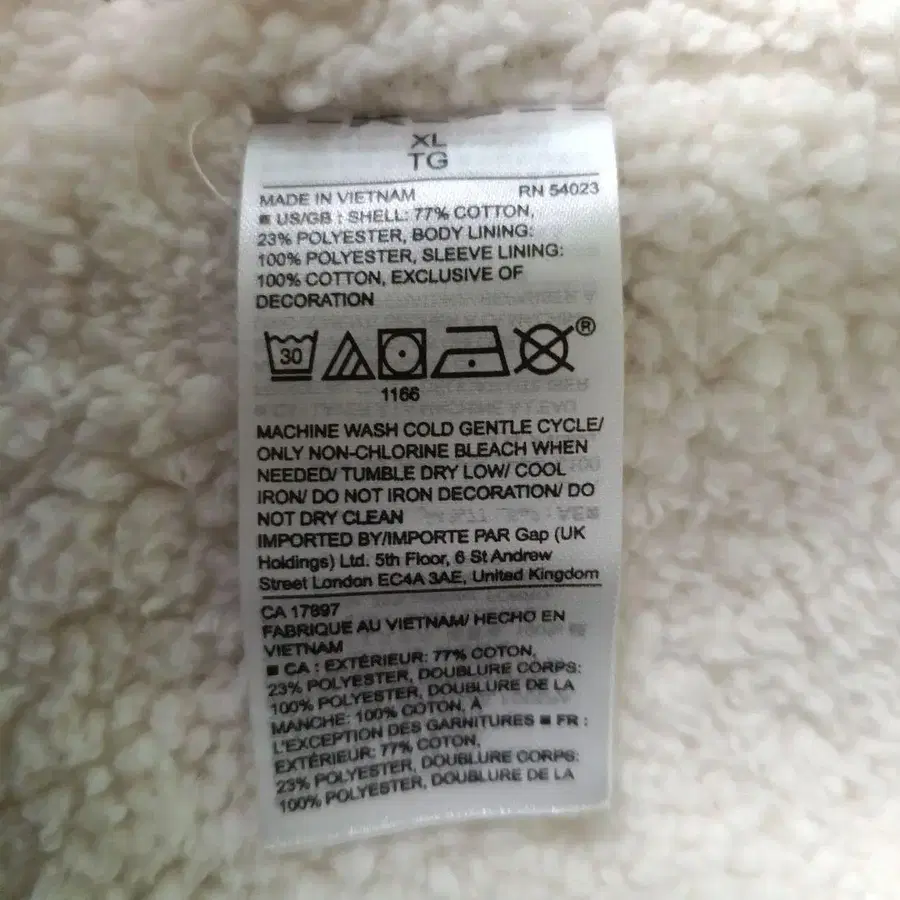 XL
TG
MADE IN VIETNAM RN 54023
■ US/GB : SHELL: 77% COTTON,
23% POLYESTER, BODY LINING:
100% POLYESTER, SLEEVE LINING:
100% COTTON, EXCLUSIVE OF
DECORATION
30 ®
1166
MACHINE WASH COLD GENTLE CYCLE/
ONLY NON-CHLORINE BLEACH WHEN
NEEDED/ TUMBLE DRY LOW/ COOL
IRON/ DO NOT IRON DECORATION/ DO
NOT DRY CLEAN
IMPORTED BY/IMPORTE PAR Gap (UK
Holdings) Ltd. 5th Floor, 6 St Andrew
Street London EC4A 3AE, United Kingdom
CA 17897
FABRIQUE AU VIETNAM/ HECHO EN
VIETNAM
■ CA : EXTÉRIEUR: 77% COTON,
23% POLYESTER, DOUBLURE CORPS:
100% POLYESTER, DOUBLURE DE LA
MANCHE: 100% COTON, À
L'EXCEPTION DES GARNITURES ■ FR :
EXTÉRIEUR: 77% COTON,
23% POLYESTER, DOUBLURE CORPS:
100% POLYESTER, DOUBLURE DE LA